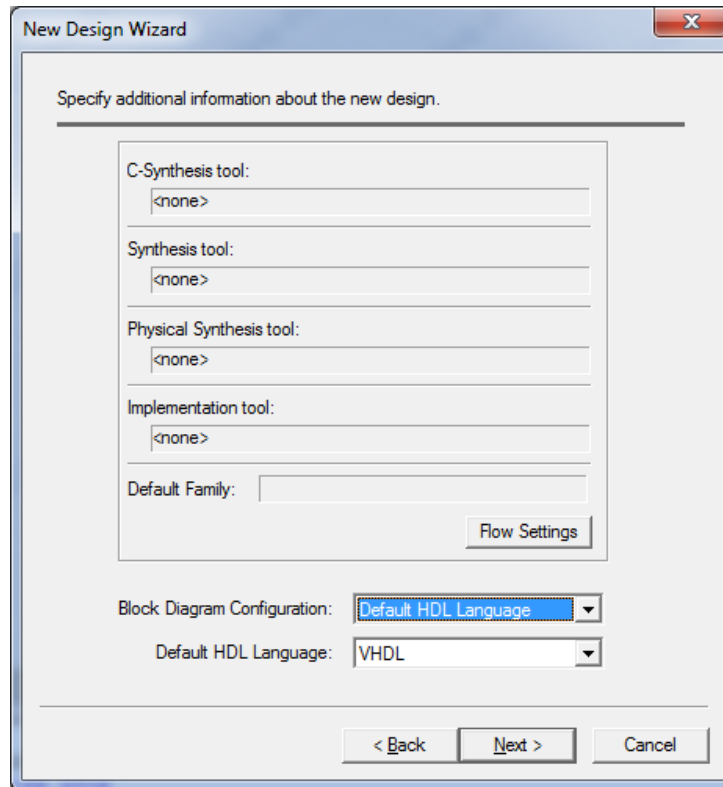 New Design Wizard
Specify additional information about the new design.
C-Synthesis tool:
<none>
Synthesis tool:
<none>
Physical Synthesis tool:
<none>
Implementation tool:
<none>
Default Family:
Flow Settings
Block Diagram Configuration: Default HDL Language
Default HDL Language: VHDL
< Back Next > Cancel